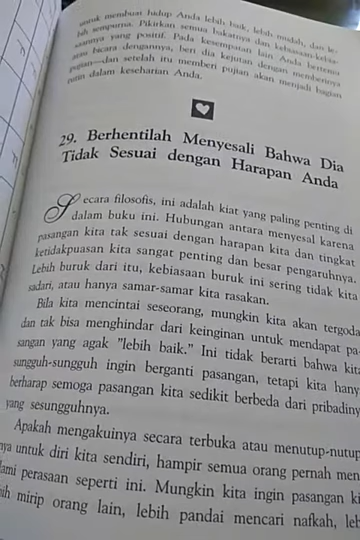 untuk membuat hidup Anda lebih baik, lebih mudah, dan le-
bih sempurna. Pikirkan semua bakatnya dan kebiasaan-kebia-
saannya yang positif. Pada kesempatan lain Anda bertemu
atau bicara dengannya, beri dia kejutan dengan memberinya
pujian—dan setelah itu memberi pujian akan menjadi bagian
rutin dalam keseharian Anda.
29. Berhentilah Menyesali Bahwa Dia
Tidak Sesuai dengan Harapan Anda
Secara filosofis, ini adalah kiat yang paling penting di
dalam buku ini. Hubungan antara menyesal karena
pasangan kita tak sesuai dengan harapan kita dan tingkat
ketidakpuasan kita sangat penting dan besar pengaruhnya.
Lebih buruk dari itu, kebiasaan buruk ini sering tidak kita
sadari, atau hanya samar-samar kita rasakan.
Bila kita mencintai seseorang, mungkin kita akan tergoda
dan tak bisa menghindar dari keinginan untuk mendapat pa-
sangan yang agak "lebih baik." Ini tidak berarti bahwa kita
sungguh-sungguh ingin berganti pasangan, tetapi kita hany
berharap semoga pasangan kita sedikit berbeda dari pribadiny
yang sesungguhnya.
Apakah mengakuinya secara terbuka atau menutup-nutup
nya untuk diri kita sendiri, hampir semua orang pernah men
lami perasaan seperti ini. Mungkin kita ingin pasangan ki
bih mirip orang lain, lebih pandai mencari nafkah, leb